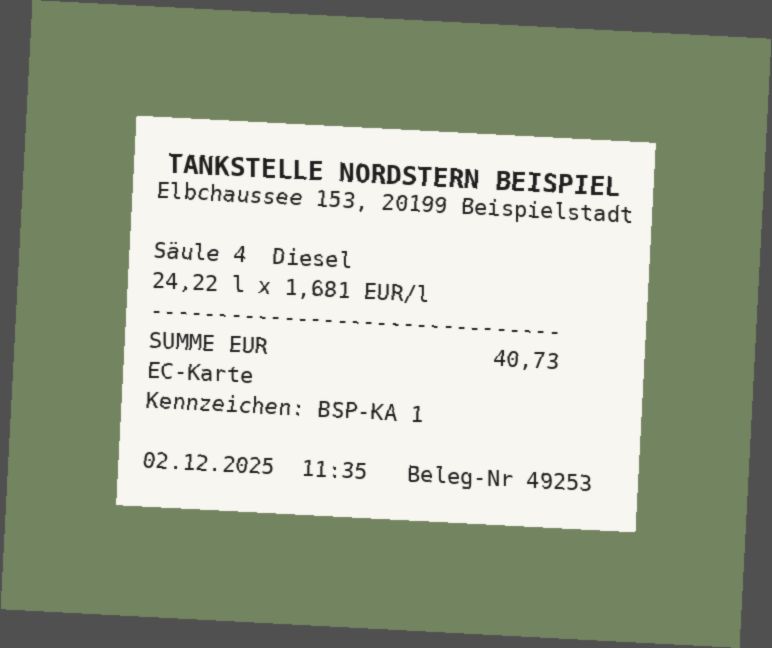 TANKSTELLE NORDSTERN BEISPIEL
Elbchaussee 153, 20199 Beispielstadt
Säule 4  Diesel
24,22 l x 1,681 EUR/l
-------------------------------
SUMME EUR                 40,73
EC-Karte
Kennzeichen: BSP-KA 1
02.12.2025  11:35   Beleg-Nr 49253